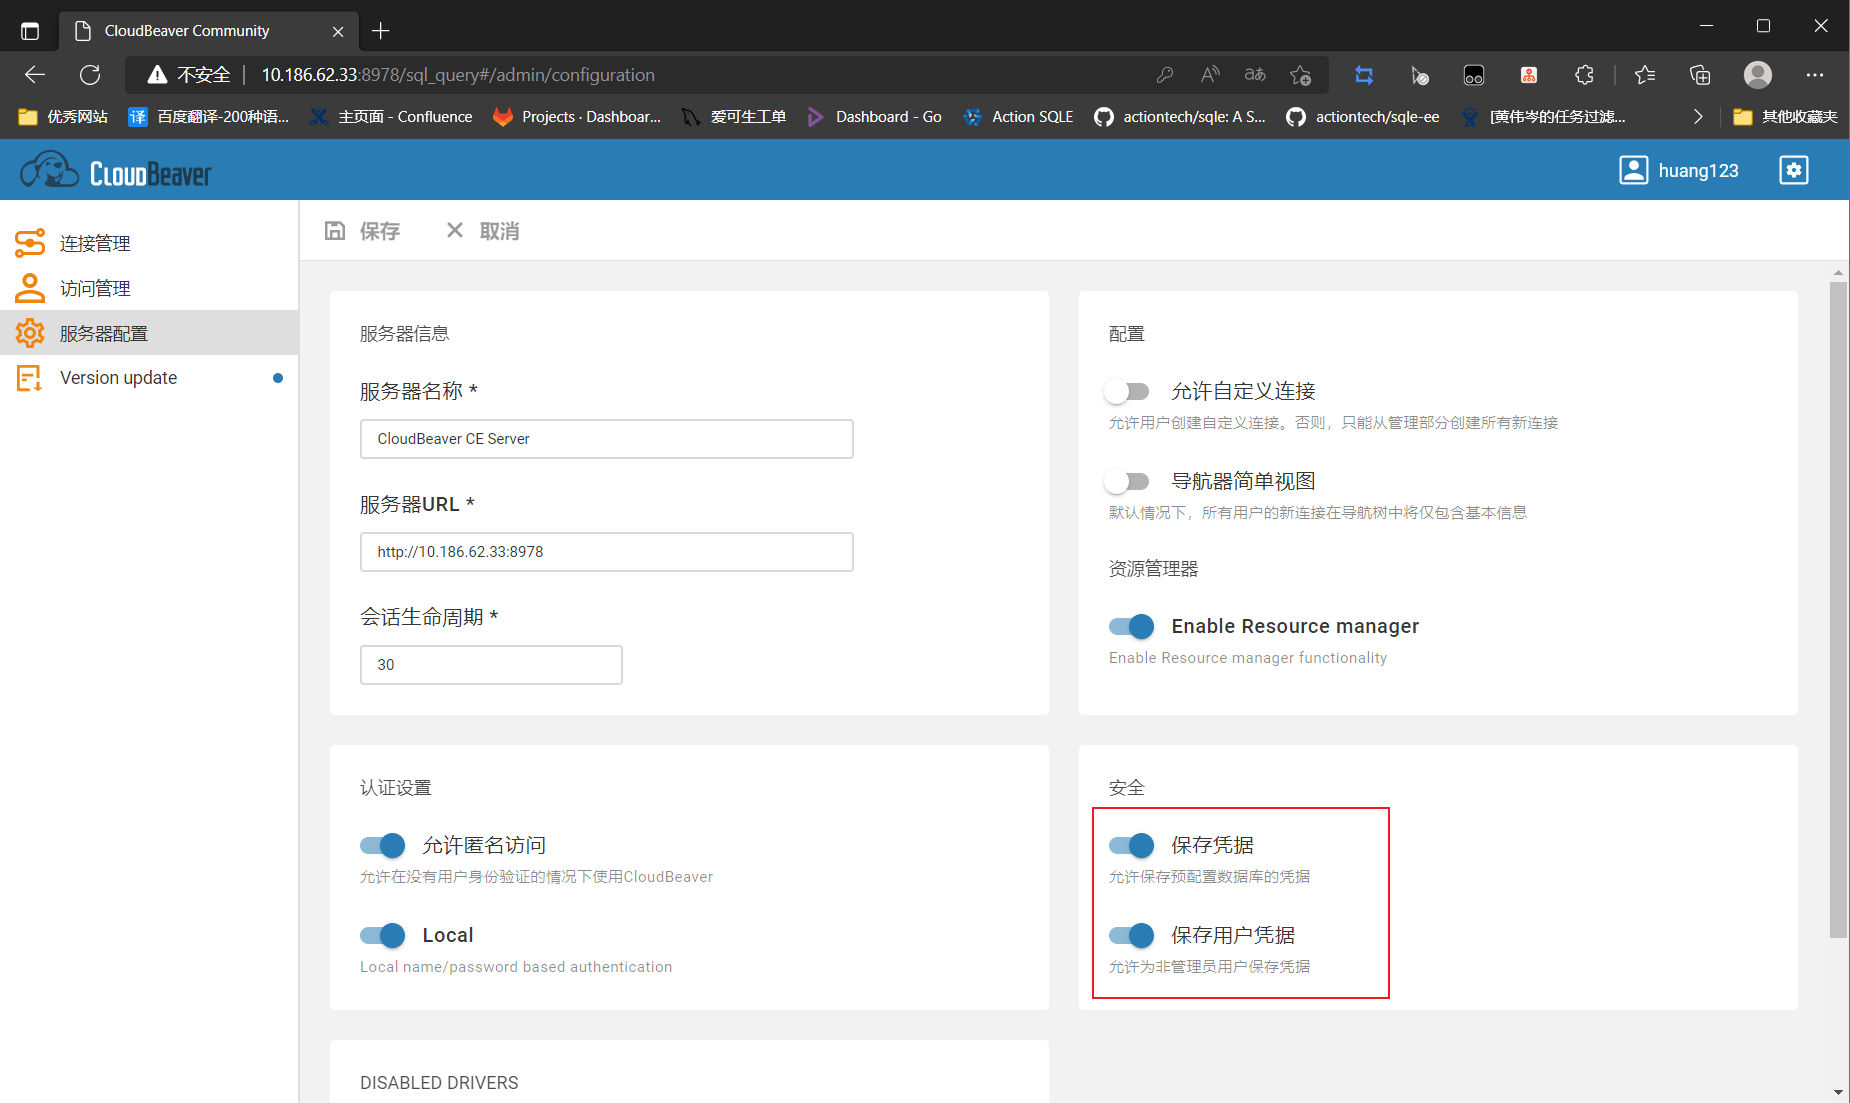 CloudBeaver Community
不安全
10.186.62.33:8978/sql_query#/admin/configuration
优秀网站
百度翻译-200种语...
主页面 - Confluence
Projects · Dashboar...
爱可生工单
Dashboard - Go
Action SQLE
actiontech/sqle: A S...
actiontech/sqle-ee
[黄伟岑的任务过滤...
其他收藏夹
CloudBeaver
huang123
保存
取消
连接管理
访问管理
服务器配置
Version update
服务器信息
服务器名称 *
CloudBeaver CE Server
服务器URL *
http://10.186.62.33:8978
会话生命周期 *
30
配置
允许自定义连接
允许用户创建自定义连接。否则，只能从管理部分创建所有新连接
导航器简单视图
默认情况下，所有用户的新连接在导航树中将仅包含基本信息
资源管理器
Enable Resource manager
Enable Resource manager functionality
认证设置
允许匿名访问
允许在没有用户身份验证的情况下使用CloudBeaver
Local
Local name/password based authentication
安全
保存凭据
允许保存预配置数据库的凭据
保存用户凭据
允许为非管理员用户保存凭据
DISABLED DRIVERS